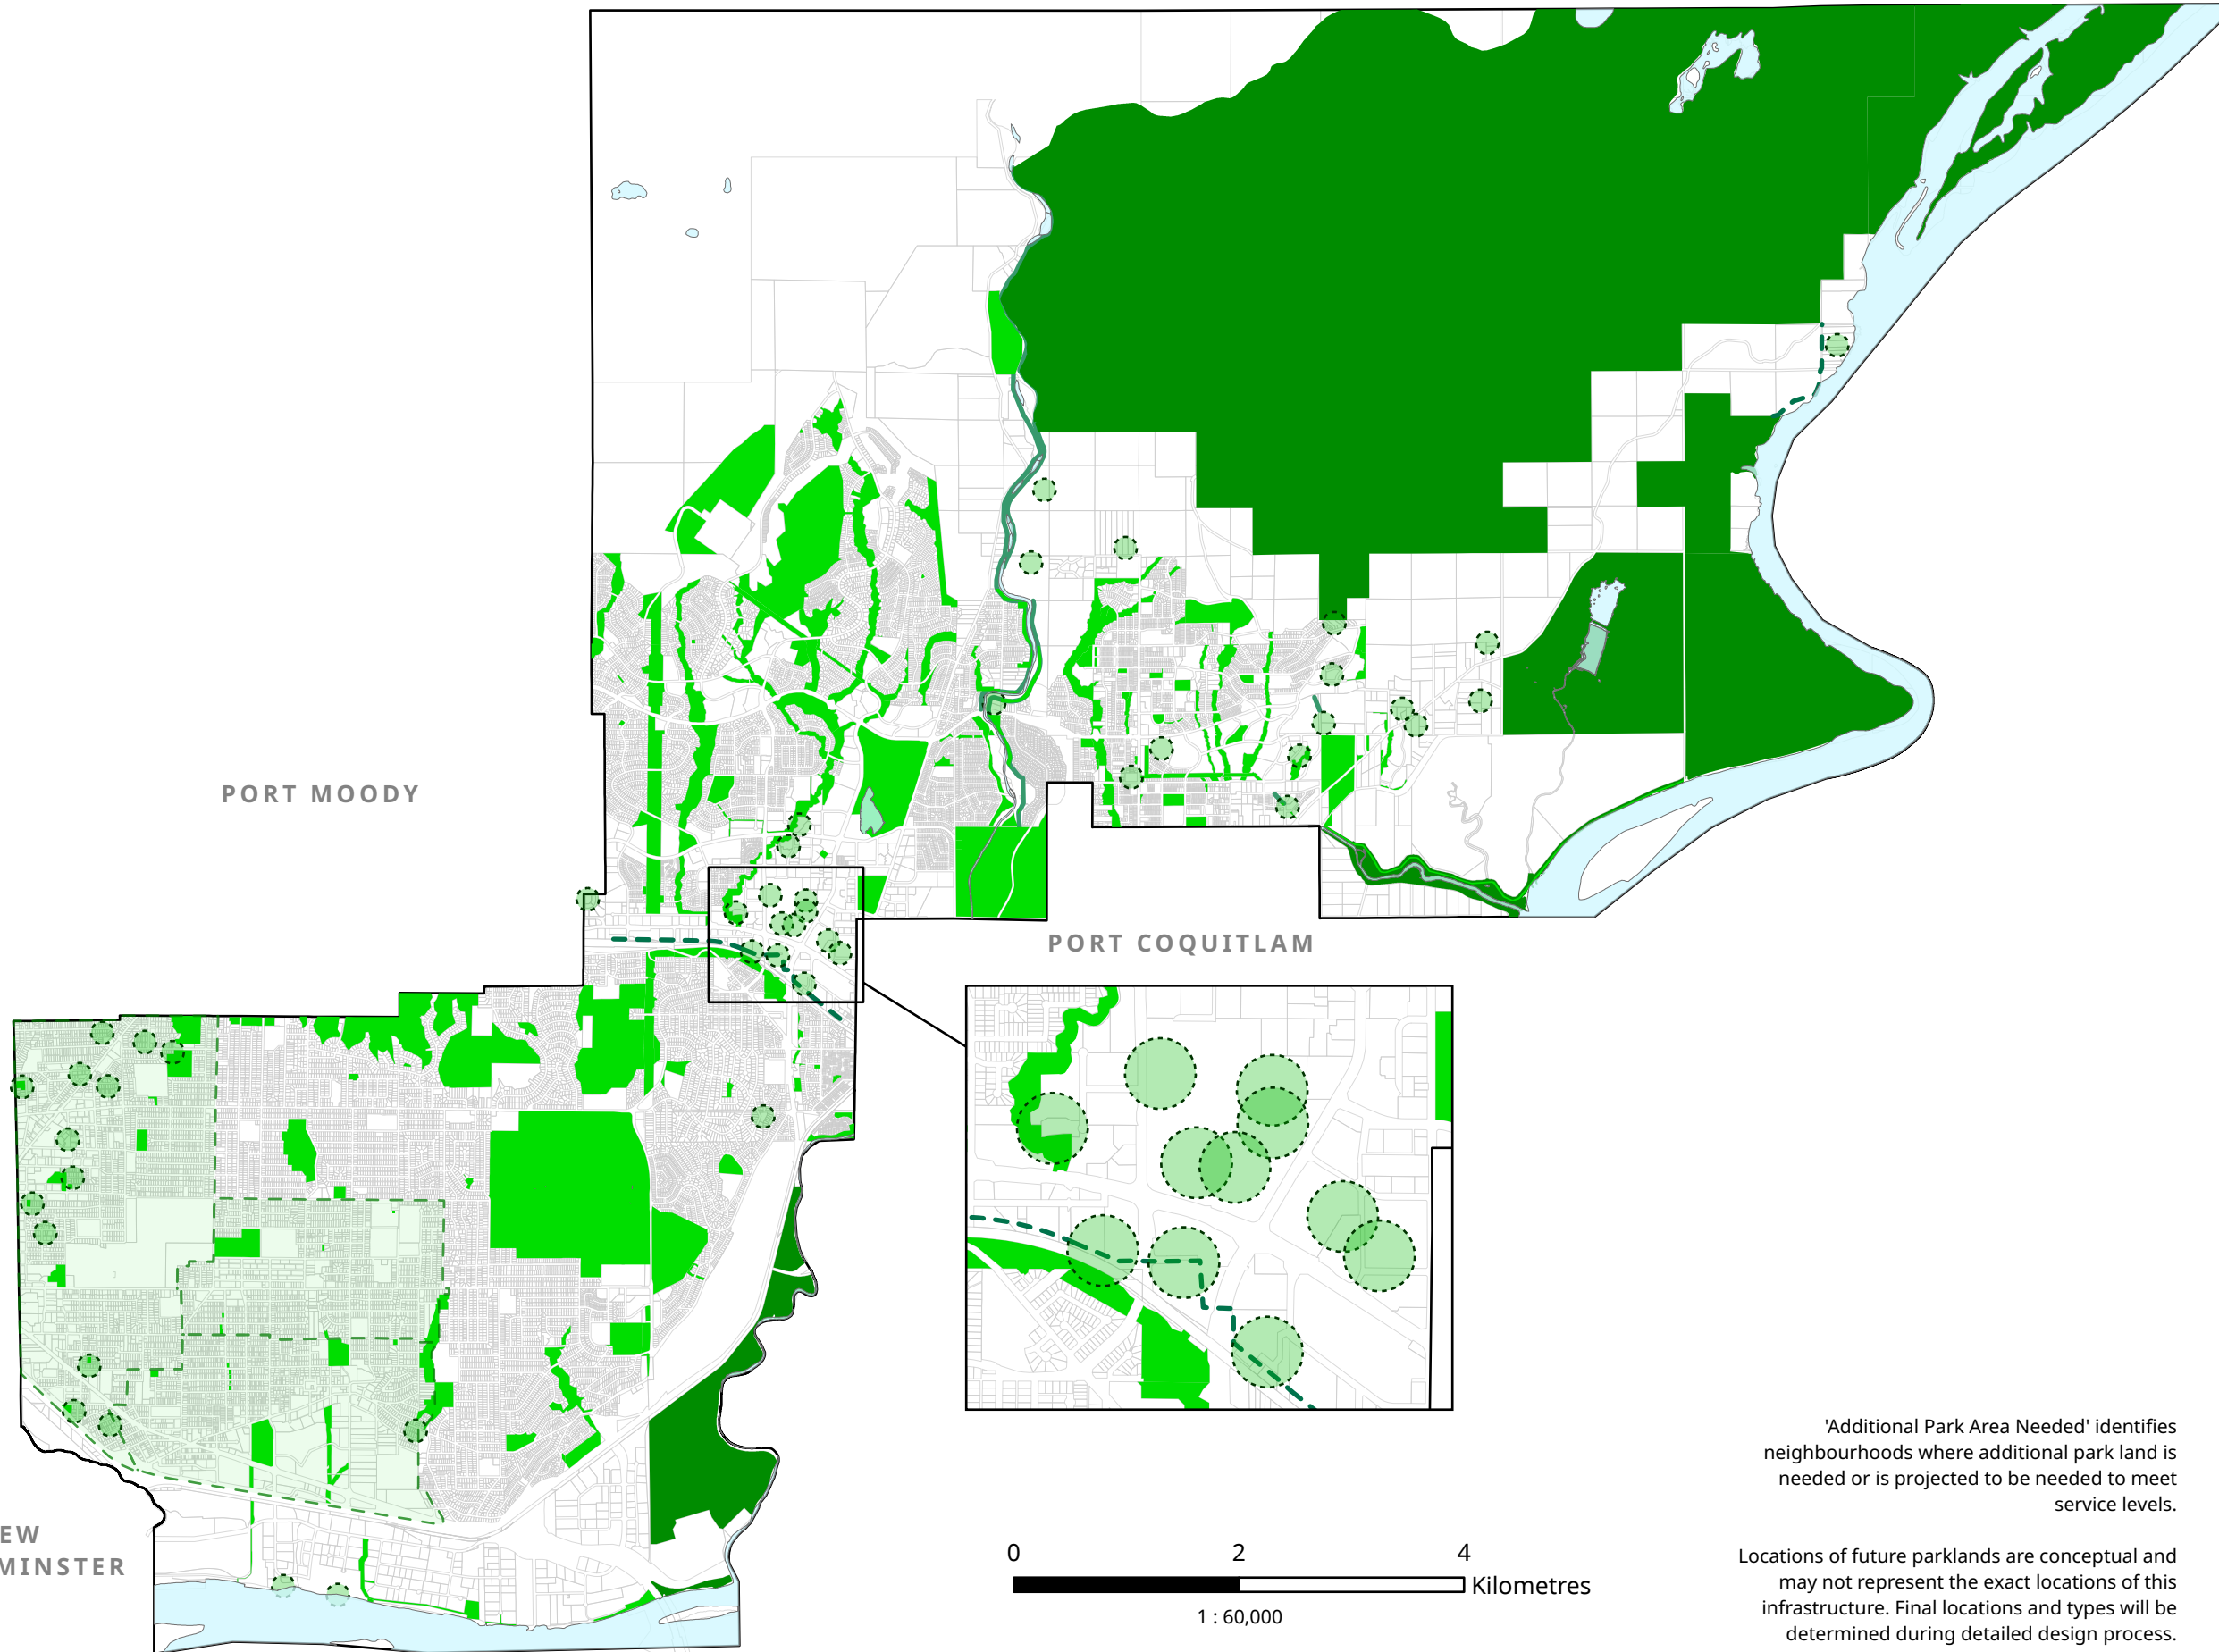 PORT MOODY
PORT COQUITLAM
EW
MINSTER
0 2 4
Kilometres
1 : 60,000
'Additional Park Area Needed' identifies
neighbourhoods where additional park land is
needed or is projected to be needed to meet
service levels.
Locations of future parklands are conceptual and
may not represent the exact locations of this
infrastructure. Final locations and types will be
determined during detailed design process.